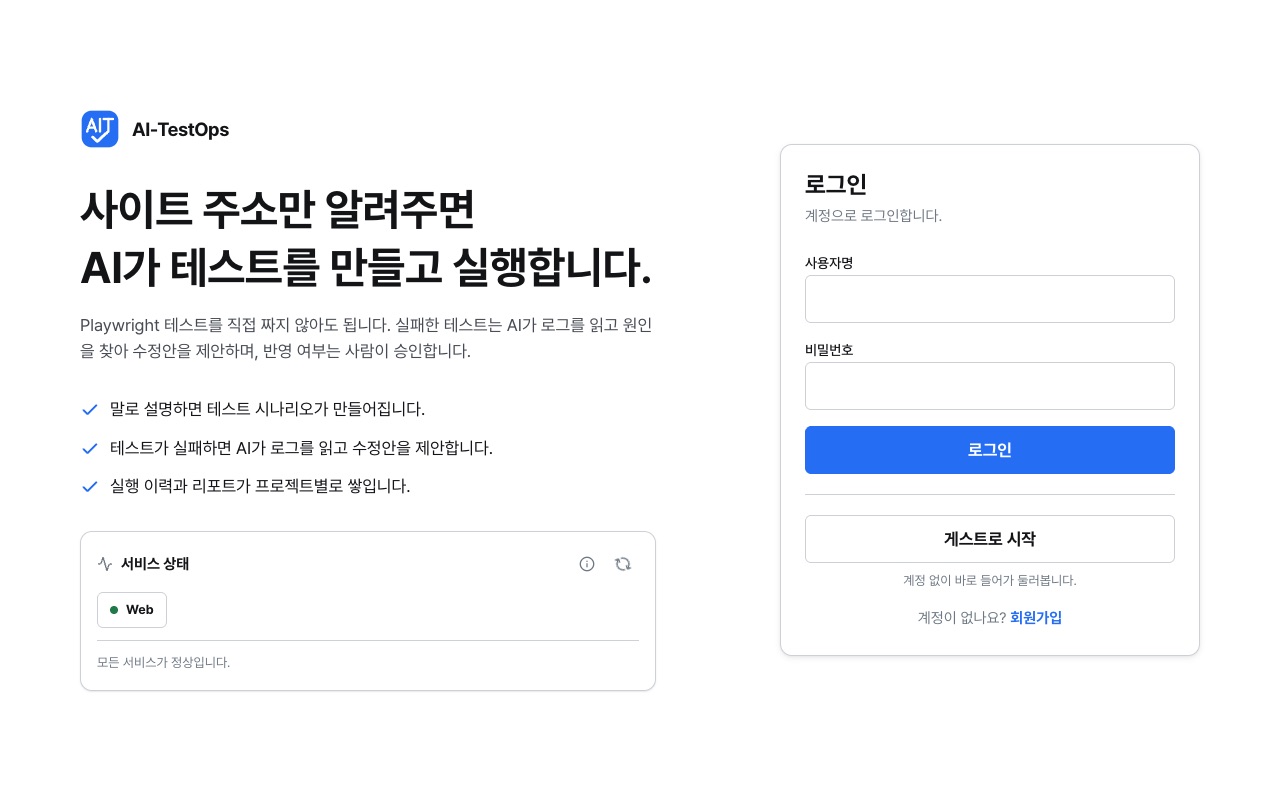 AIT
AI-TestOps
사이트 주소만 알려주면
AI가 테스트를 만들고 실행합니다.
Playwright 테스트를 직접 짜지 않아도 됩니다. 실패한 테스트는 AI가 로그를 읽고 원인
을 찾아 수정안을 제안하며, 반영 여부는 사람이 승인합니다.
말로 설명하면 테스트 시나리오가 만들어집니다.
테스트가 실패하면 AI가 로그를 읽고 수정안을 제안합니다.
실행 이력과 리포트가 프로젝트별로 쌓입니다.
서비스 상태
Web
모든 서비스가 정상입니다.
로그인
계정으로 로그인합니다.
사용자명
비밀번호
로그인
게스트로 시작
계정 없이 바로 들어가 둘러봅니다.
계정이 없나요? 회원가입